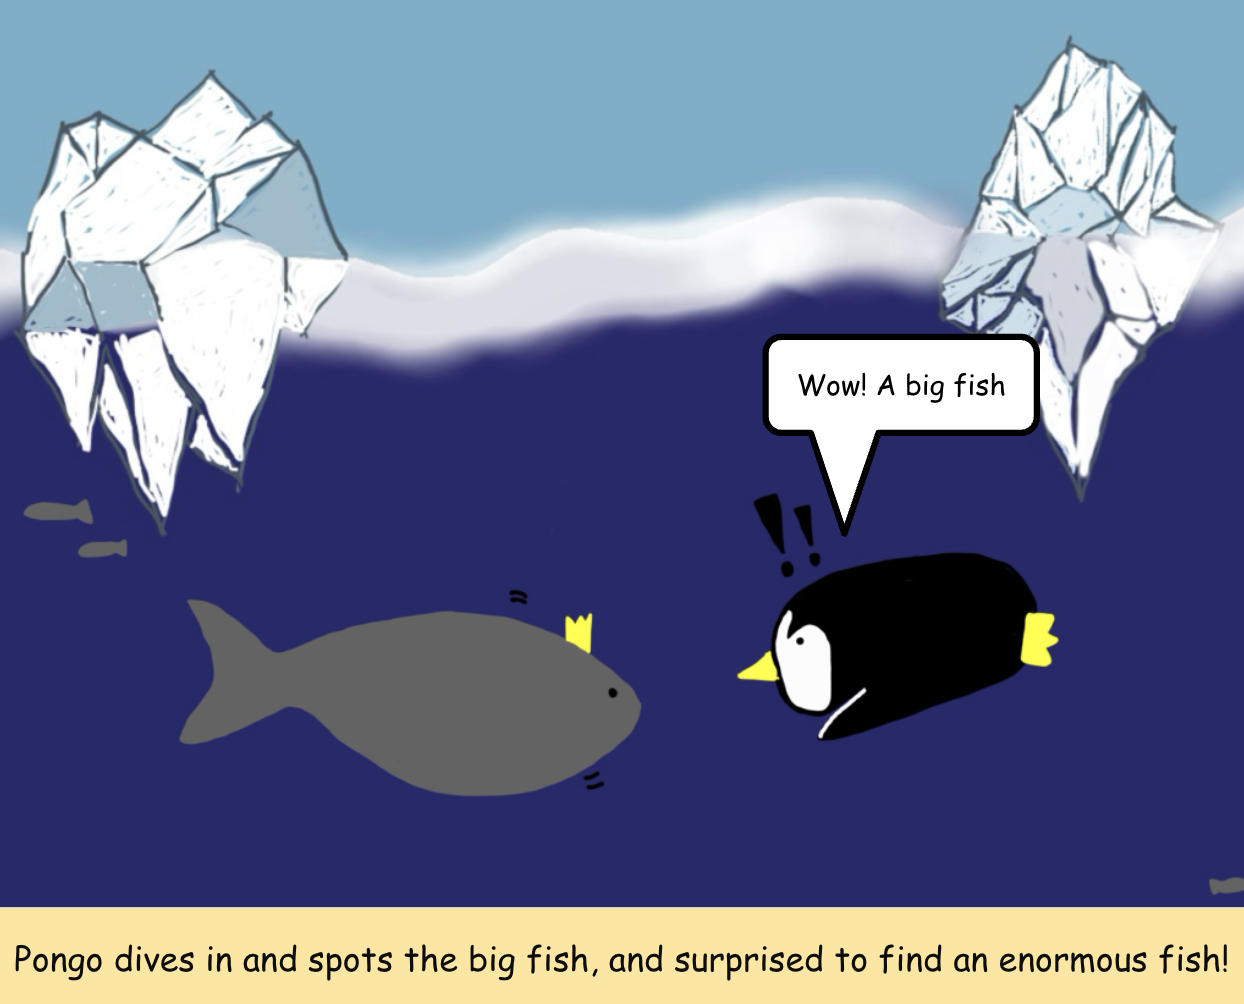 Wow! A big fish
!!
Pongo dives in and spots the big fish, and surprised to find an enormous fish!